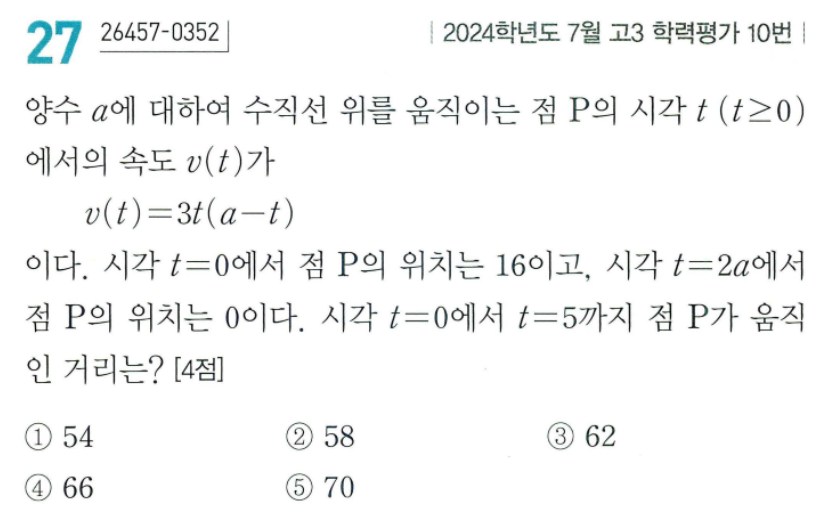 27 26457-0352 | 2024학년도 7월 고3 학력평가 10번 |
양수 a에 대하여 수직선 위를 움직이는 점 P의 시각 t (t≥0)
에서의 속도 v(t)가
v(t)=3t(a-t)
이다. 시각 t=0에서 점 P의 위치는 16이고, 시각 t=2a에서
점 P의 위치는 0이다. 시각 t=0에서 t=5까지 점 P가 움직
인 거리는? [4점]
① 54 ② 58 ③ 62
④ 66 ⑤ 70